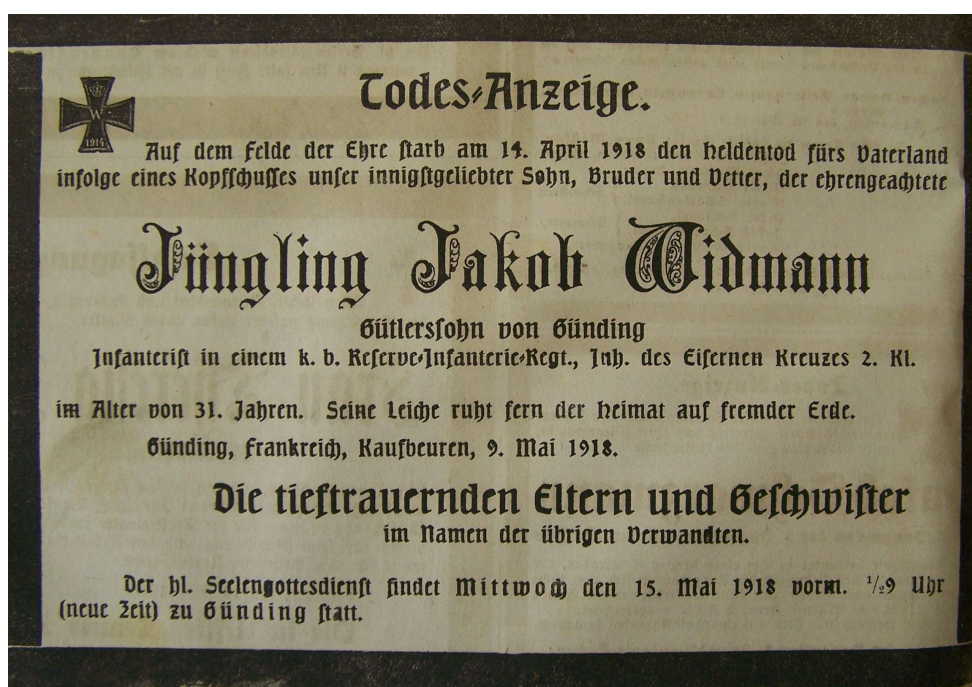 Todes-Anzeige.
W
1914
Auf dem Felde der Ehre starb am 14. April 1918 den Heldentod fürs Vaterland
infolge eines Kopfschusses unser innigstgeliebter Sohn, Bruder und Vetter, der ehrengeachtete
Jüngling Jakob Widmann
Gütlerssohn von Günding
Infanterist in einem k. b. Reserve-Infanterie-Regt., Inh. des Eisernen Kreuzes 2. Kl.
im Alter von 31. Jahren. Seine Leiche ruht fern der Heimat auf fremder Erde.
Günding, Frankreich, Kaufbeuren, 9. Mai 1918.
Die tieftrauernden Eltern und Geschwister
im Namen der übrigen Verwandten.
Der hl. Seelengottesdienst findet Mittwoch den 15. Mai 1918 vorm. 1/29 Uhr
(neue Zeit) zu Günding statt.